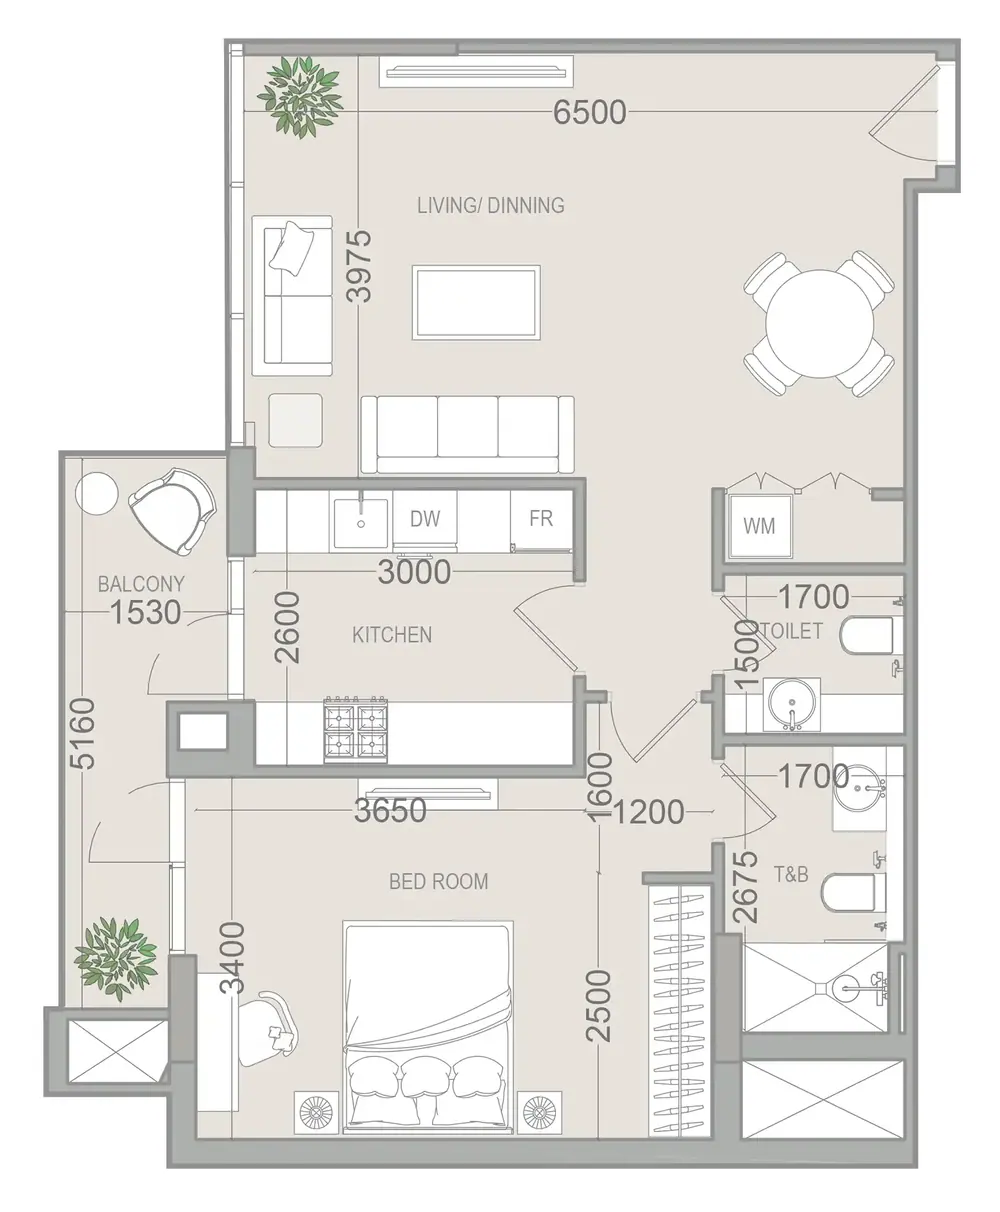 6500
LIVING/ DINNING
3975
DW
FR
WM
3000
BALCONY
1530
2600
KITCHEN
1700
TOILET
1500
5160
1600
1700
3650
1200
BED ROOM
T&B
2675
3400
2500